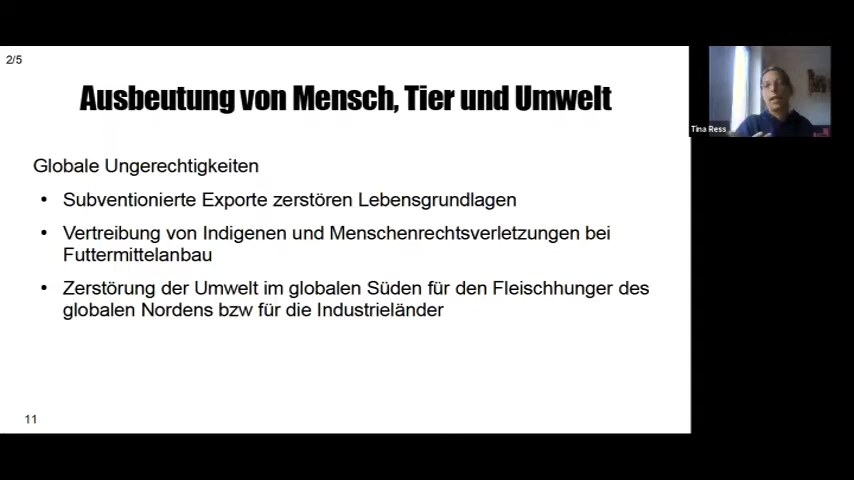 2/5
Ausbeutung von Mensch, Tier und Umwelt
Tina Ress
Globale Ungerechtigkeiten
• Subventionierte Exporte zerstören Lebensgrundlagen
• Vertreibung von Indigenen und Menschenrechtsverletzungen bei
Futtermittelanbau
• Zerstörung der Umwelt im globalen Süden für den Fleischhunger des
globalen Nordens bzw für die Industrieländer
11